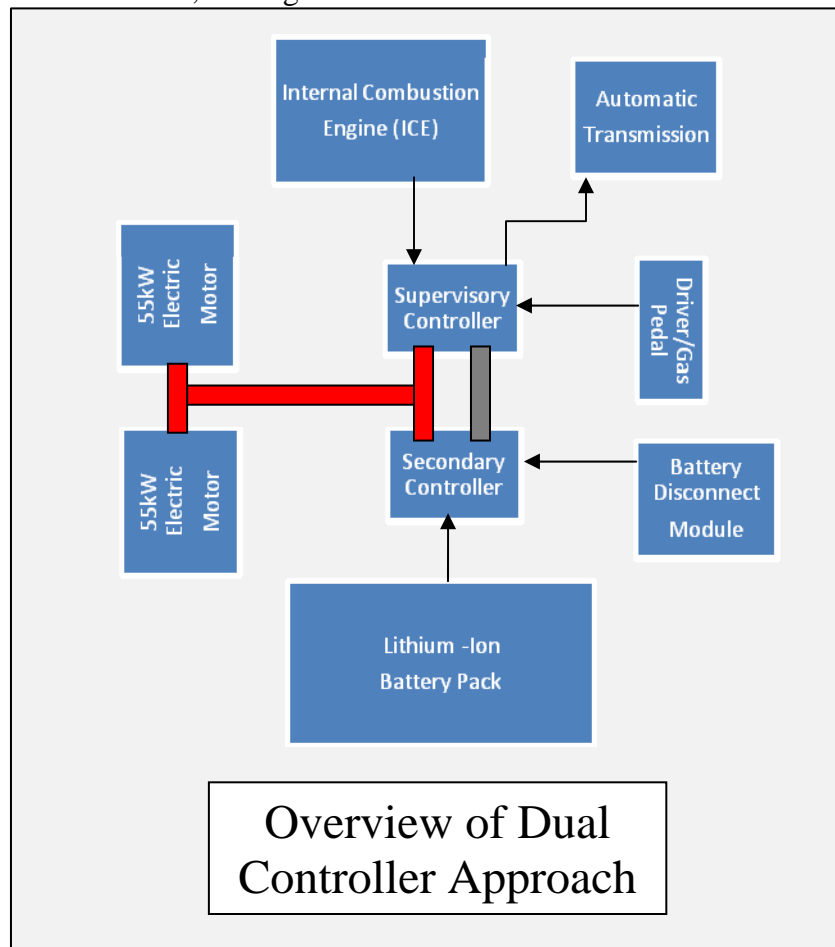 Internal Combustion
Engine (ICE)
Automatic
Transmission
55kW
Electric
Motor
Supervisory
Controller
Driver/Gas
Pedal
55kW
Electric
Motor
Secondary
Controller
Battery
Disconnect
Module
Lithium -Ion
Battery Pack
Overview of Dual
Controller Approach